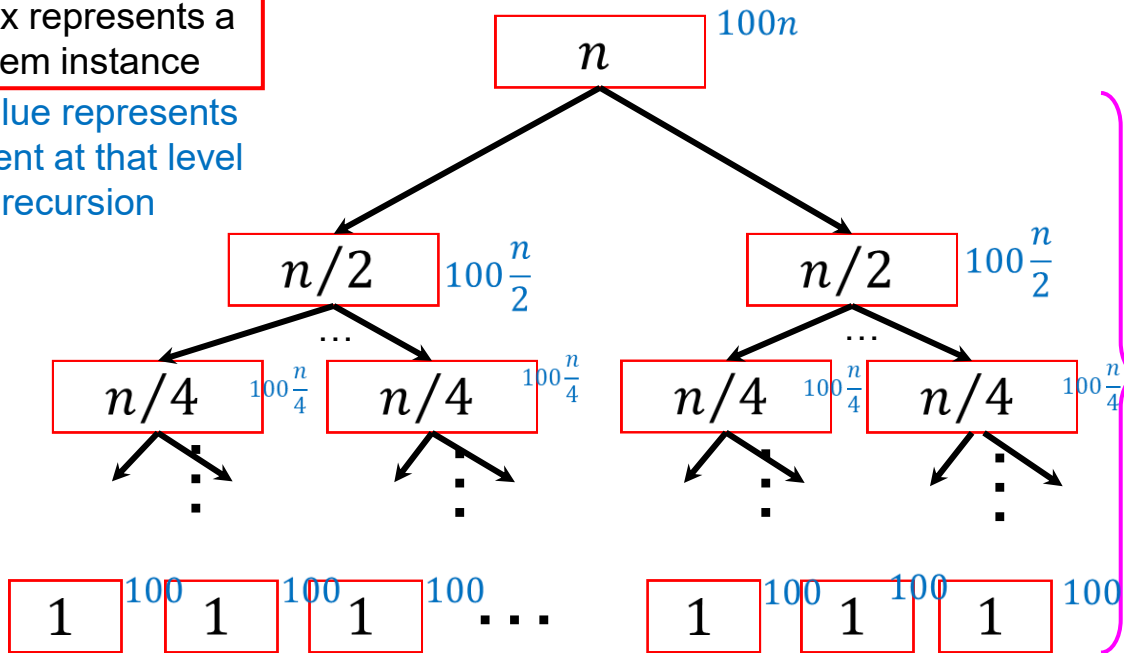 x represents a
em instance
lue represents
ent at that level
recursion
n 100n
n/2 100 n/2 n/2 100 n/2
... ...
n/4 100 n/4 n/4 100 n/4 n/4 100 n/4 n/4 100 n/4
1 100 1 100 1 100 ... 1 100 1 100 1 100